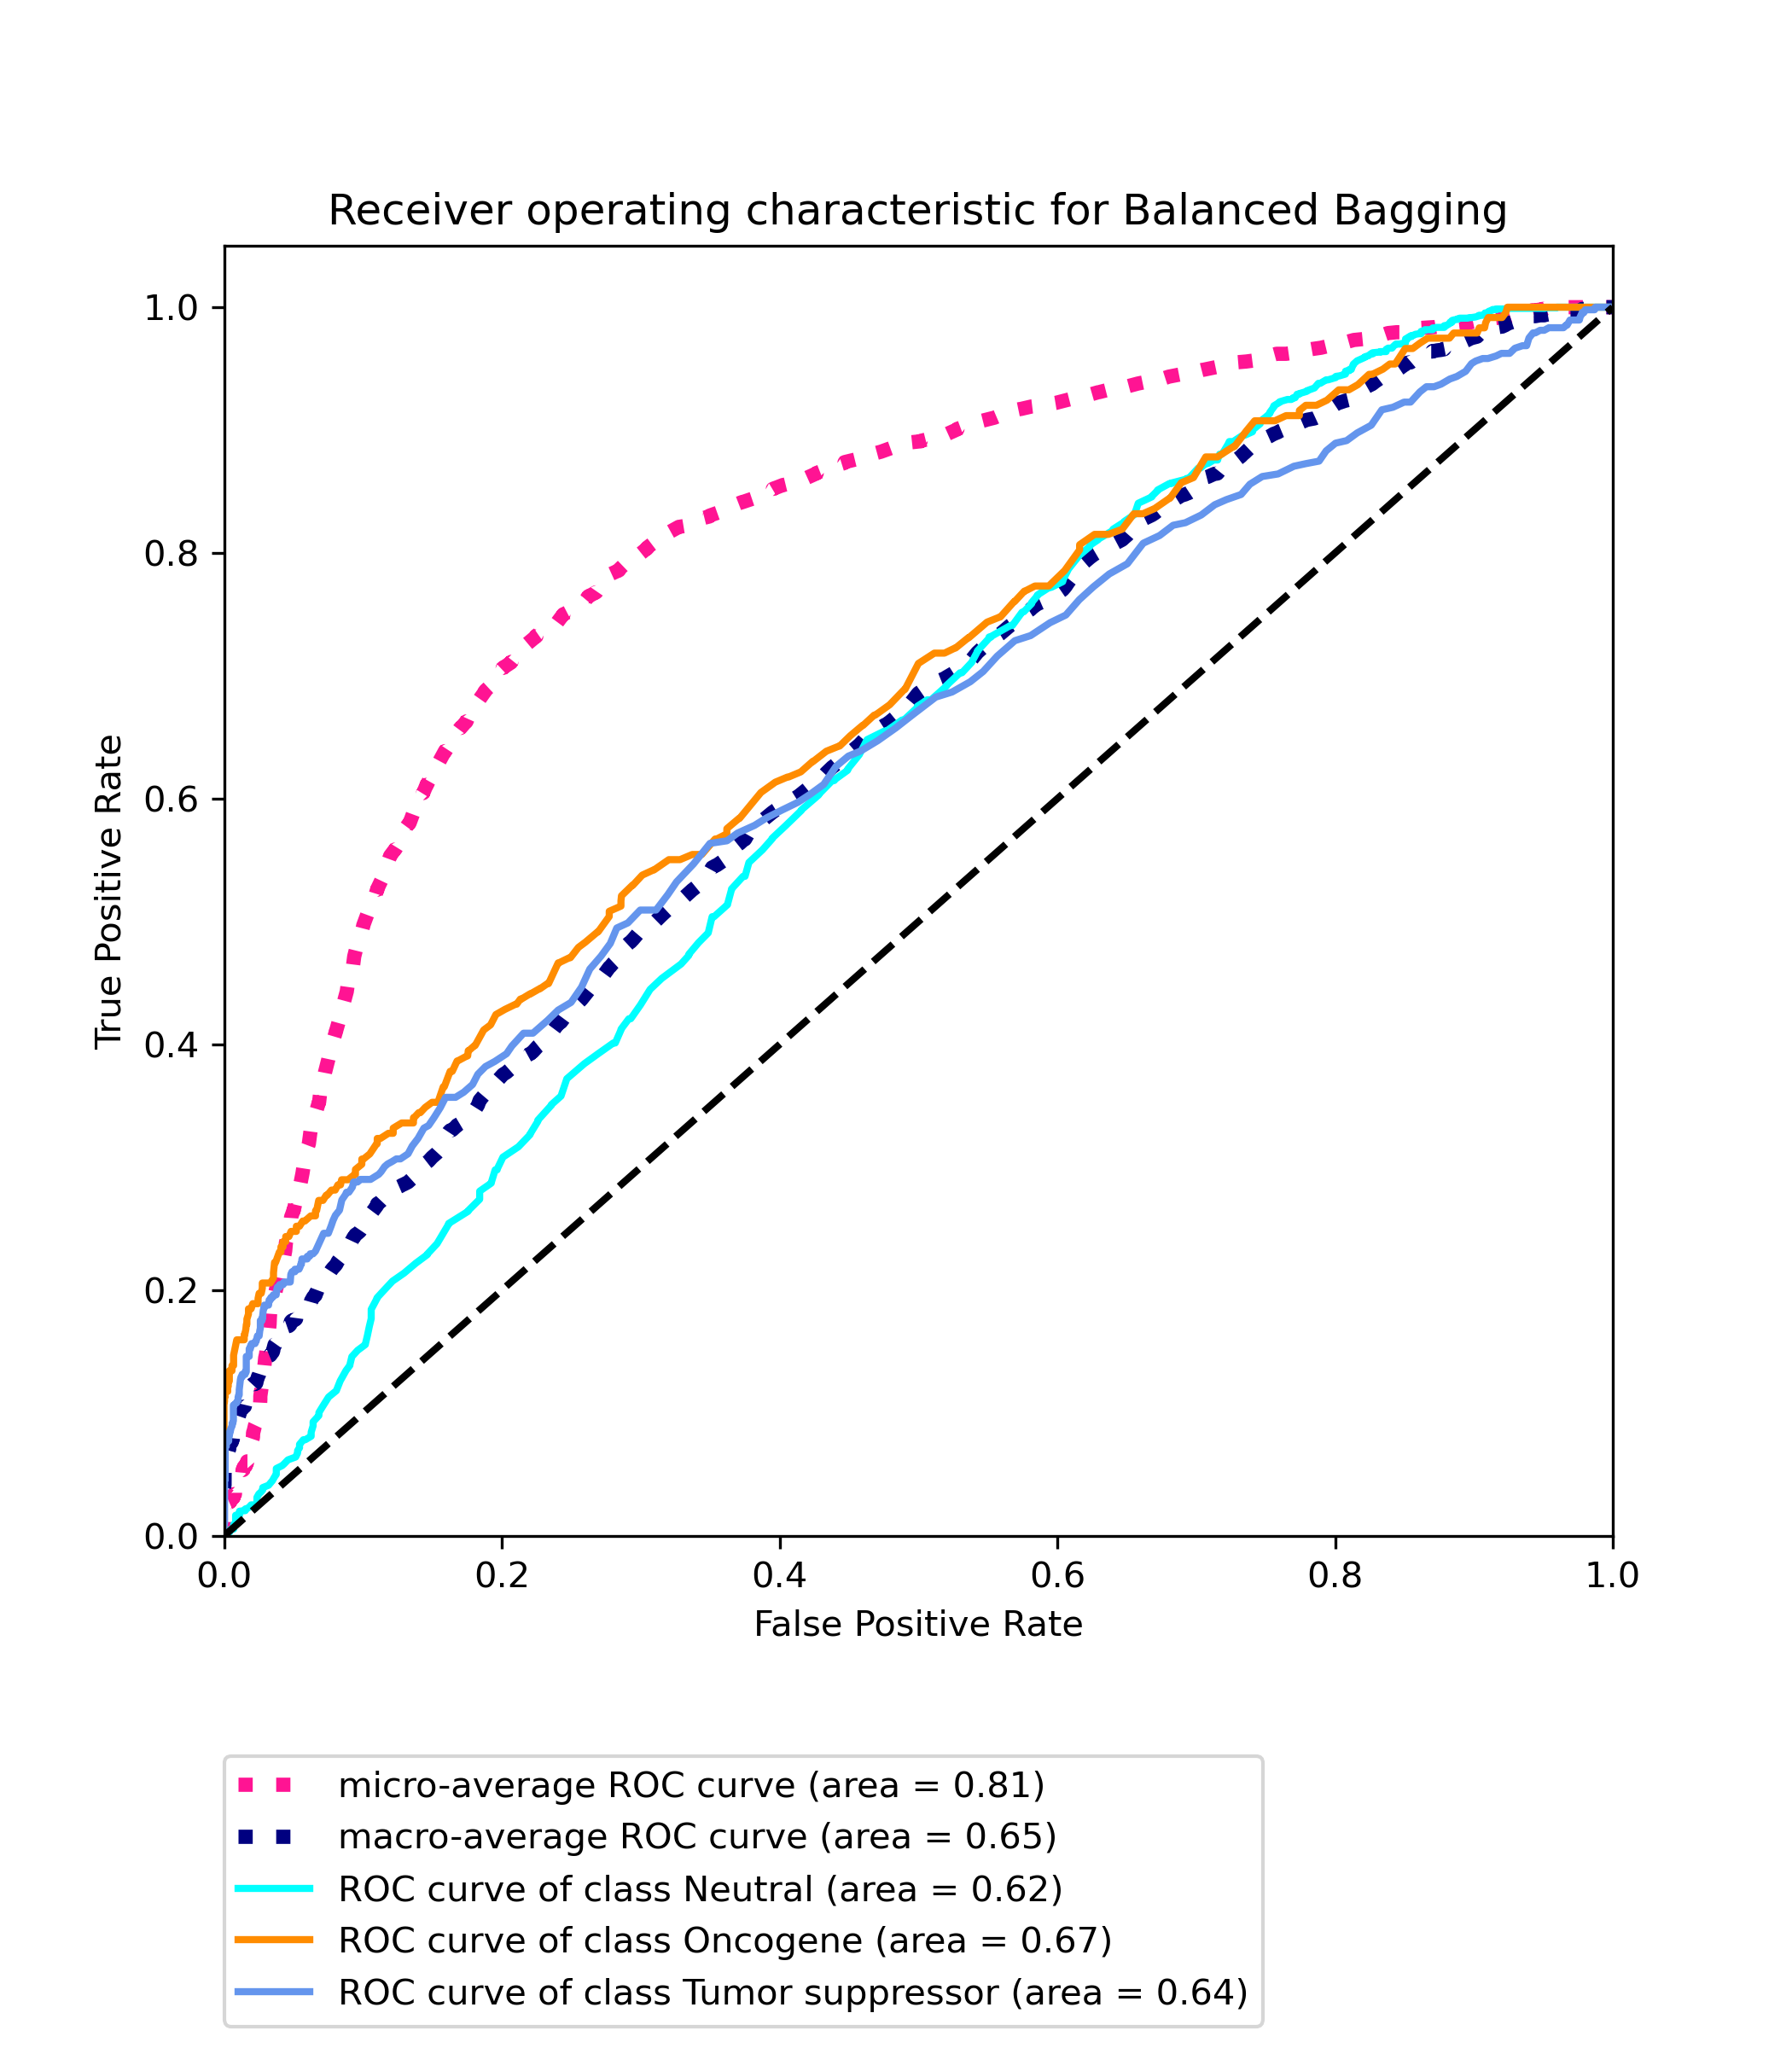 Receiver operating characteristic for Balanced Bagging
1.0
0.8
0.6
0.4
0.2
0.0
True Positive Rate
0.0 0.2 0.4 0.6 0.8 1.0
False Positive Rate
micro-average ROC curve (area = 0.81)
macro-average ROC curve (area = 0.65)
ROC curve of class Neutral (area = 0.62)
ROC curve of class Oncogene (area = 0.67)
ROC curve of class Tumor suppressor (area = 0.64)